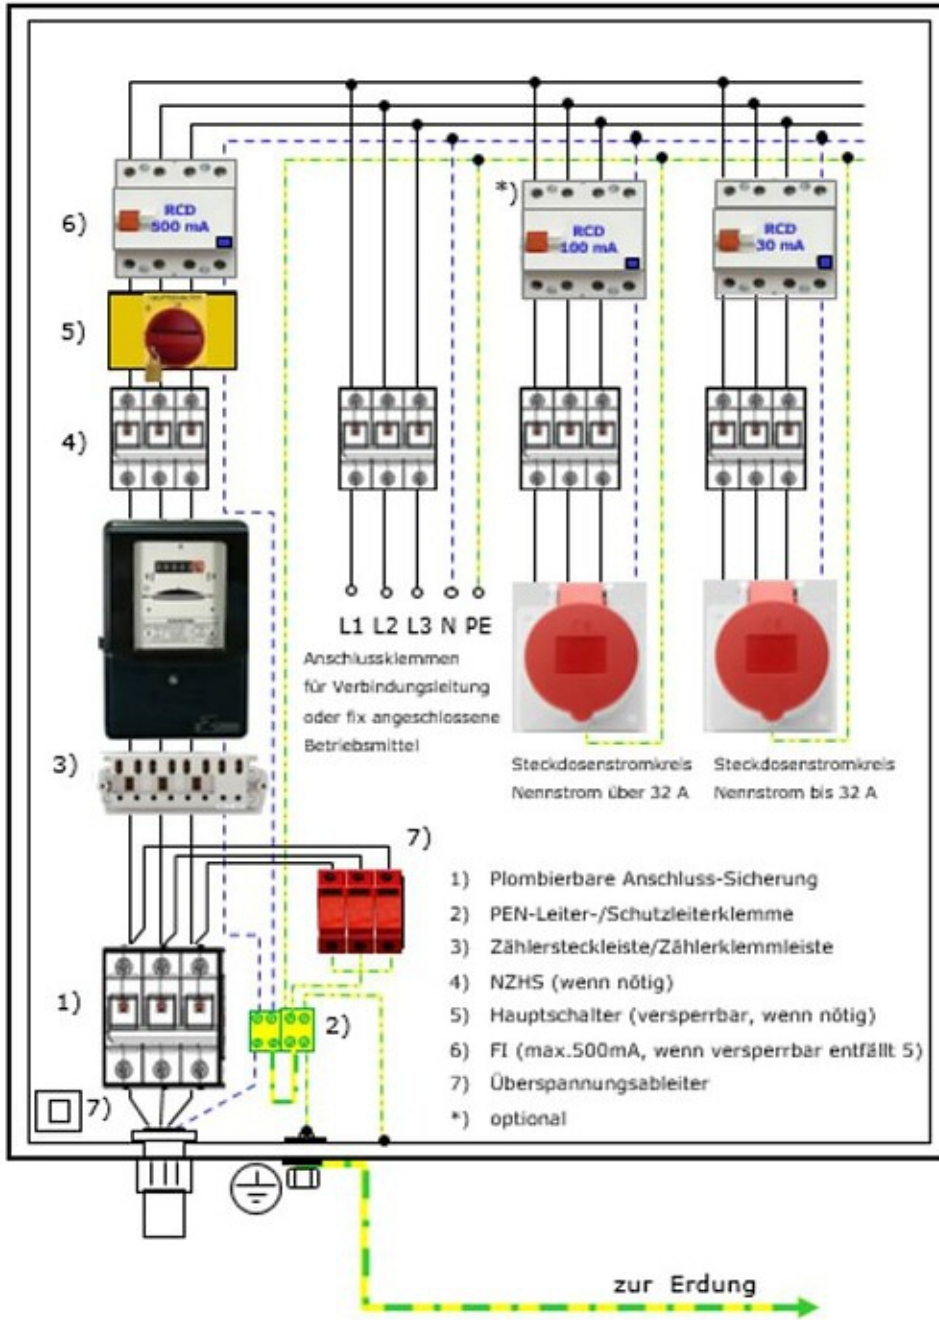 6)
RCD
500 mA
*)
RCD
100 mA
RCD
30 mA
5)
4)
L1 L2 L3 N PE
Anschlussklemmen
für Verbindungsleitung
oder fix angeschlossene
Betriebsmittel
Steckdosenstromkreis
Nennstrom über 32 A
Steckdosenstromkreis
Nennstrom bis 32 A
3)
7)
1) Plombierbare Anschluss-Sicherung
2) PEN-Leiter-/Schutzleiterklemme
3) Zählersteckleiste/Zählerklemmleiste
4) NZHS (wenn nötig)
5) Hauptschalter (versperrbar, wenn nötig)
6) FI (max.500mA, wenn versperrbar entfällt 5)
7) Überspannungsableiter
*) optional
1)
2)
7)
zur Erdung